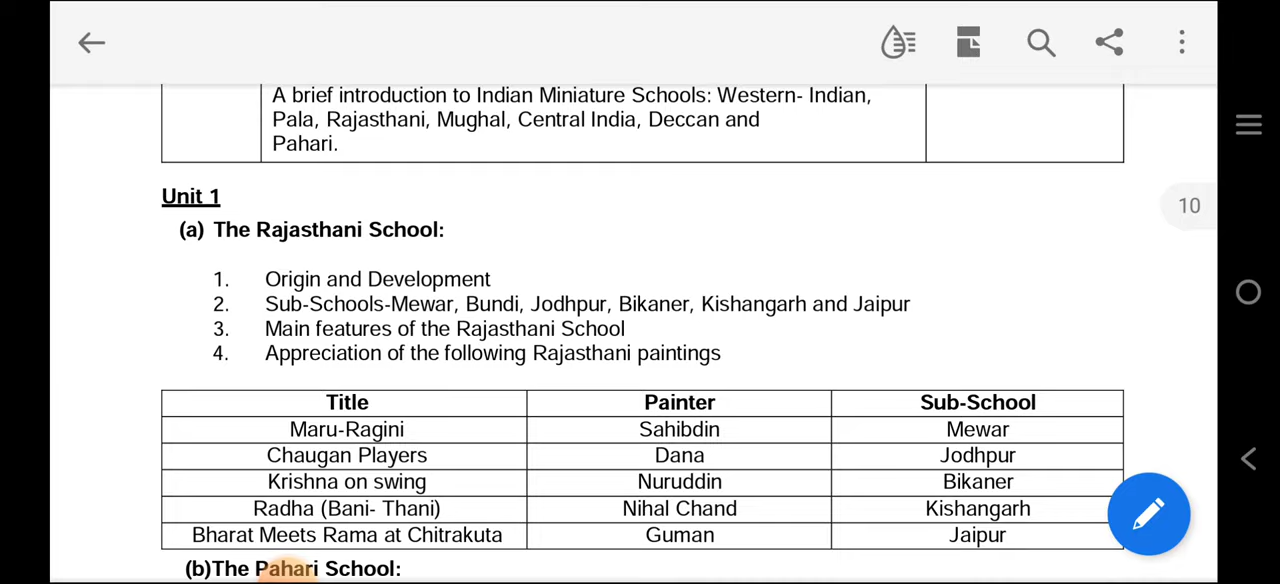 A brief introduction to Indian Miniature Schools: Western- Indian,
Pala, Rajasthani, Mughal, Central India, Deccan and
Pahari.
Unit 1
10
(a) The Rajasthani School:
1. Origin and Development
2. Sub-Schools-Mewar, Bundi, Jodhpur, Bikaner, Kishangarh and Jaipur
3. Main features of the Rajasthani School
4. Appreciation of the following Rajasthani paintings
Title Painter Sub-School
Maru-Ragini Sahibdin Mewar
Chaugan Players Dana Jodhpur
Krishna on swing Nuruddin Bikaner
Radha (Bani- Thani) Nihal Chand Kishangarh
Bharat Meets Rama at Chitrakuta Guman Jaipur
(b)The Pahari School: